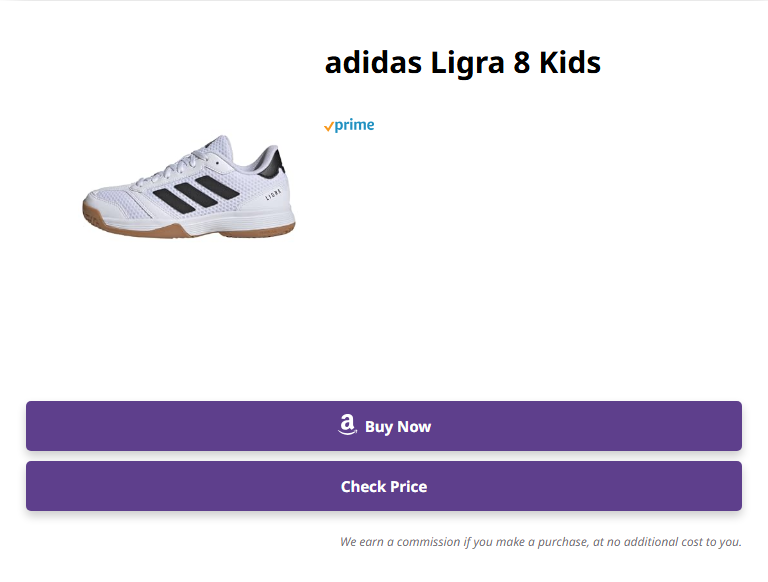 adidas Ligra 8 Kids
prime
LIGRA
Buy Now
Check Price
We earn a commission if you make a purchase, at no additional cost to you.